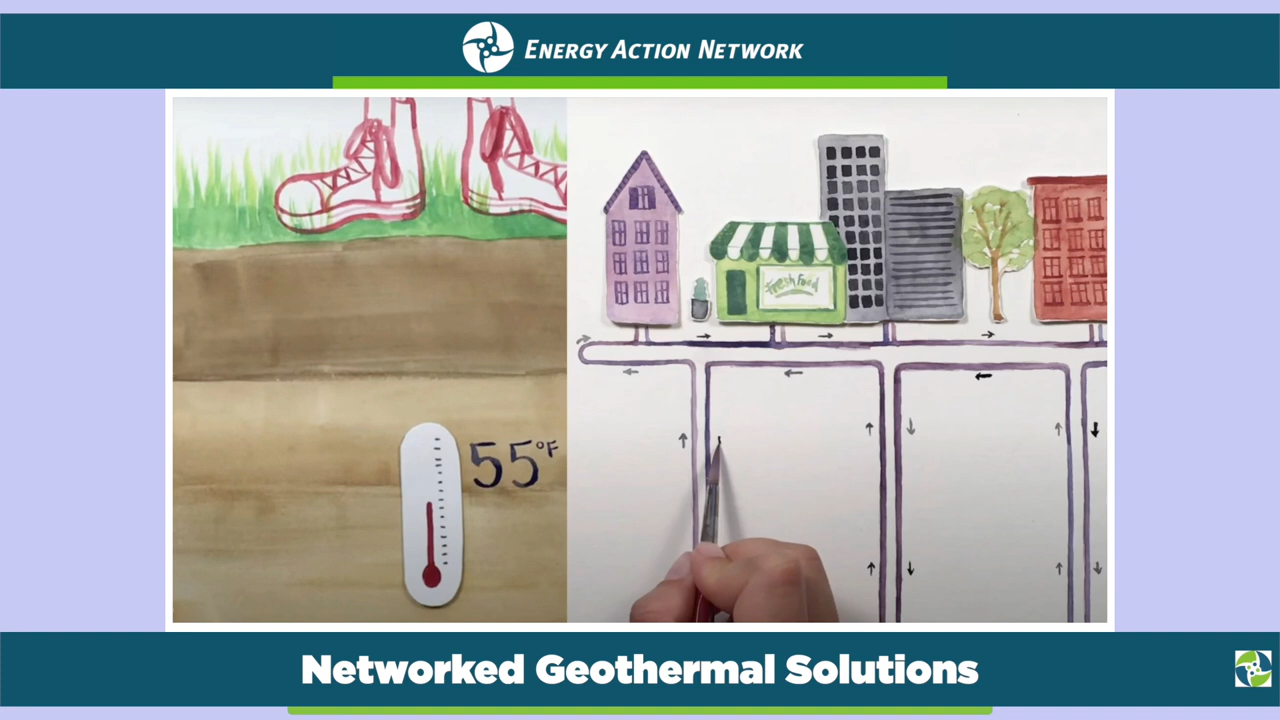 ENERGY ACTION NETWORK
Fresh Food
55°F
Networked Geothermal Solutions